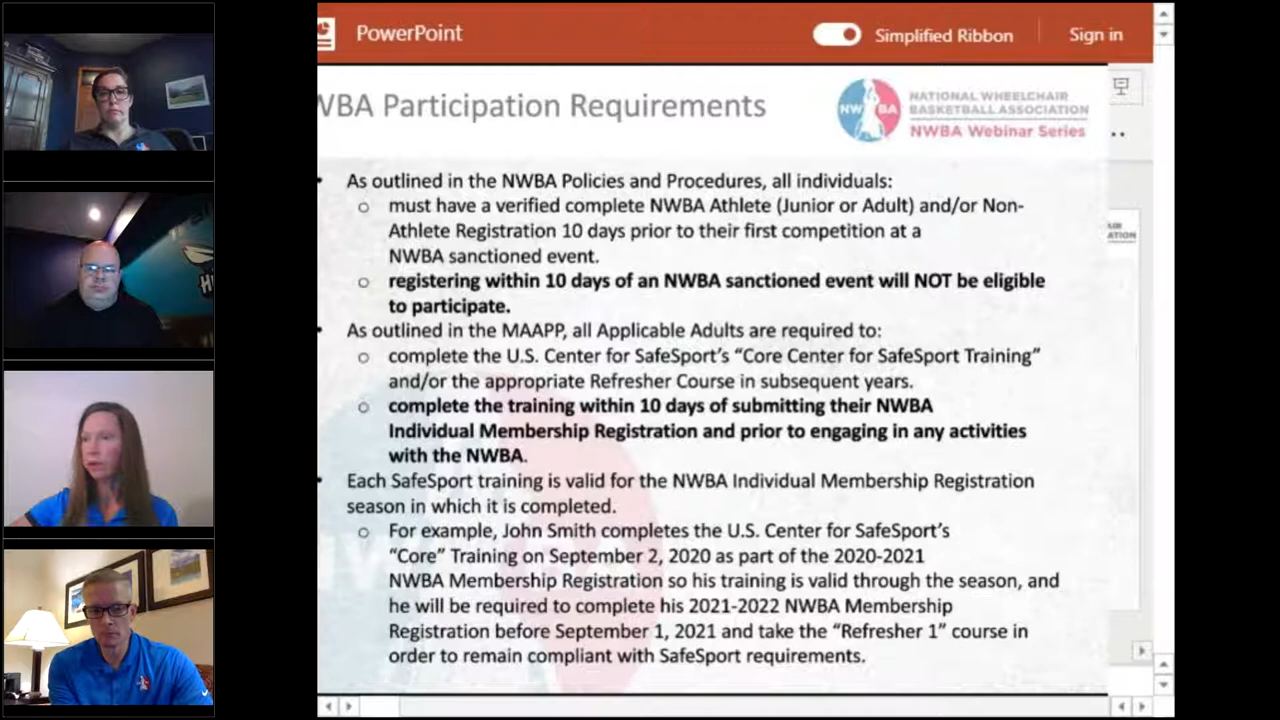 PowerPoint
Simplified Ribbon
Sign in
WBA Participation Requirements
NW BA
NATIONAL WHEELCHAIR
BASKETBALL ASSOCIATION
NWBA Webinar Series
As outlined in the NWBA Policies and Procedures, all individuals:
must have a verified complete NWBA Athlete (Junior or Adult) and/or Non-
Athlete Registration 10 days prior to their first competition at a
NWBA sanctioned event.
registering within 10 days of an NWBA sanctioned event will NOT be eligible
to participate.
As outlined in the MAAPP, all Applicable Adults are required to:
complete the U.S. Center for SafeSport's “Core Center for SafeSport Training”
and/or the appropriate Refresher Course in subsequent years.
complete the training within 10 days of submitting their NWBA
Individual Membership Registration and prior to engaging in any activities
with the NWBA.
Each SafeSport training is valid for the NWBA Individual Membership Registration
season in which it is completed.
For example, John Smith completes the U.S. Center for SafeSport's
“Core” Training on September 2, 2020 as part of the 2020-2021
NWBA Membership Registration so his training is valid through the season, and
he will be required to complete his 2021-2022 NWBA Membership
Registration before September 1, 2021 and take the “Refresher 1” course in
order to remain compliant with SafeSport requirements.